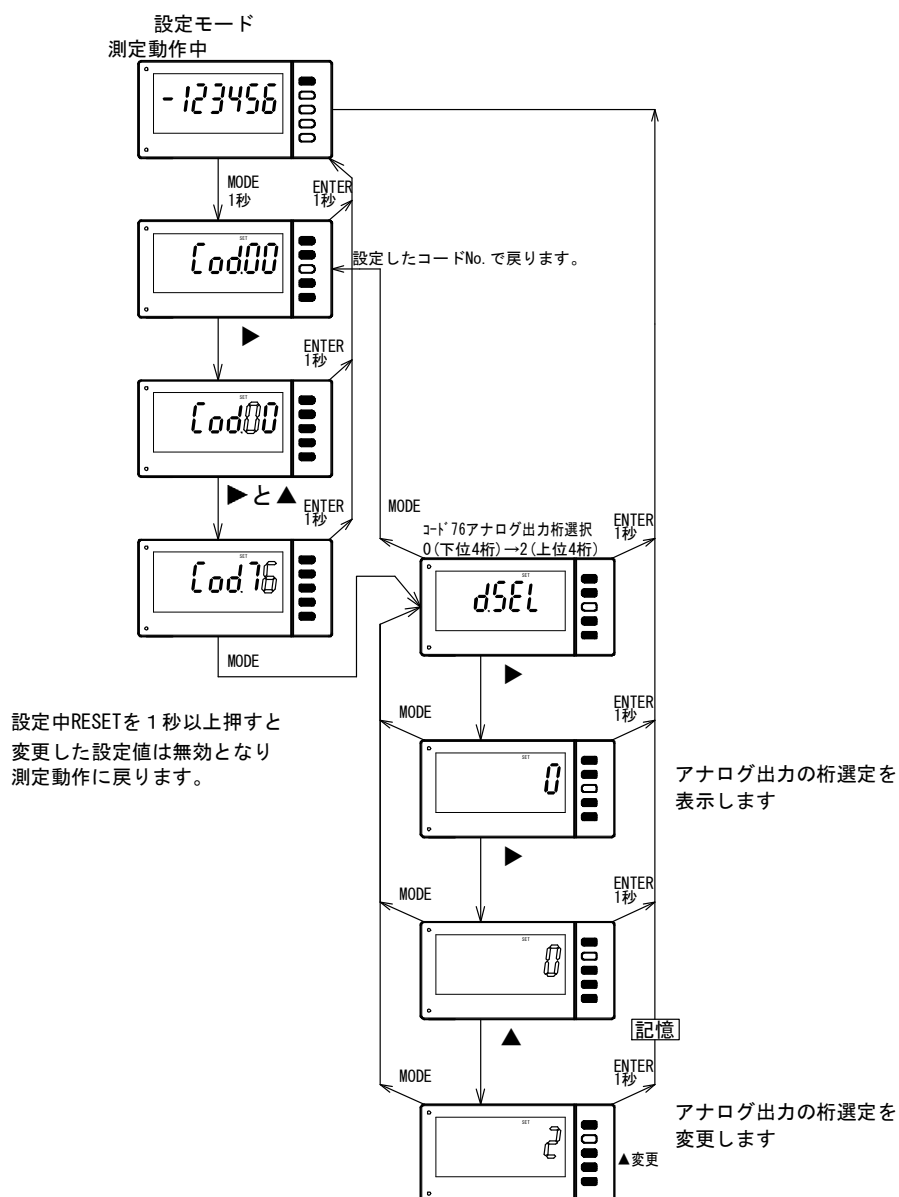 設定モード
測定動作中
-123456
MODE
1秒
ENTER
1秒
SET
Cod.00
設定したコードNo.で戻ります。
▶
ENTER
1秒
SET
Cod.00
▶と▲
ENTER
1秒
SET
Cod.76
MODE
MODE
コード76アナログ出力桁選択
0(下位4桁)→2(上位4桁)
ENTER
1秒
SET
d.SEL
▶
設定中RESETを１秒以上押すと
変更した設定値は無効となり
測定動作に戻ります。
MODE
ENTER
1秒
SET
0
アナログ出力の桁選定を
表示します
▶
MODE
ENTER
1秒
SET
0
▲
記憶
MODE
ENTER
1秒
SET
2
▲変更
アナログ出力の桁選定を
変更します